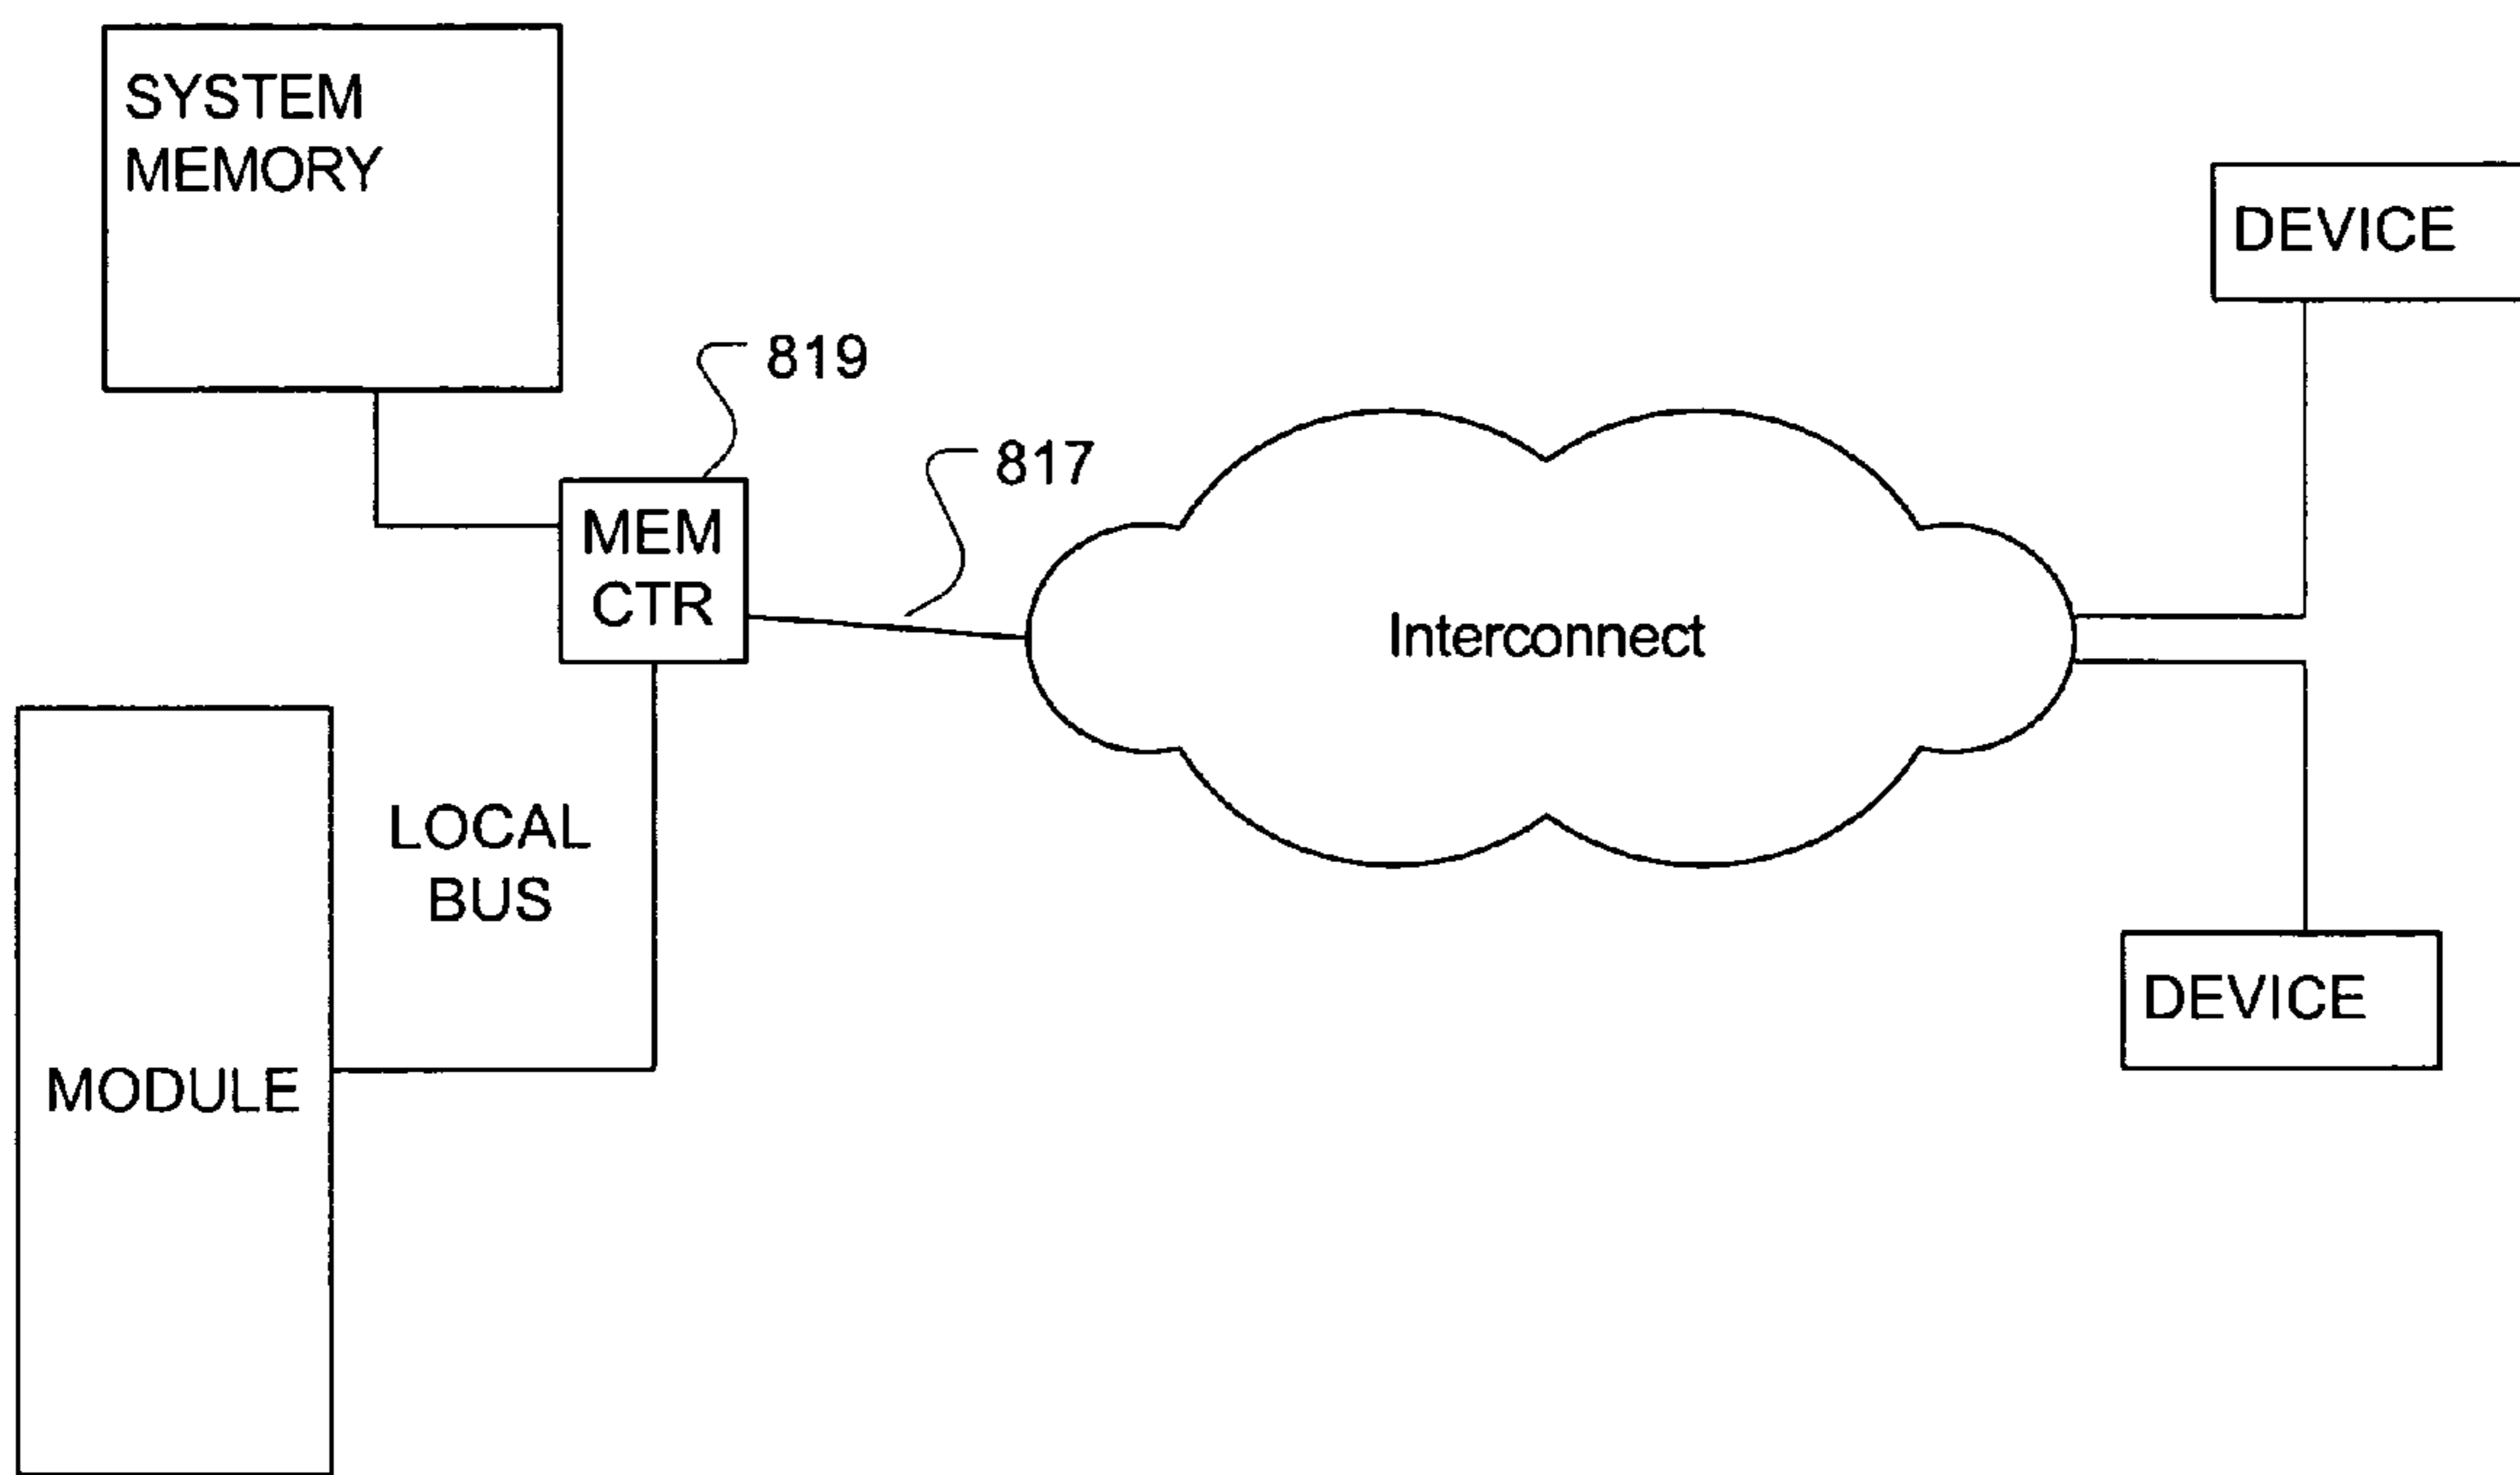 SYSTEM
MEMORY
DEVICE
819
817
MEM
CTR
Interconnect
LOCAL
BUS
DEVICE
MODULE